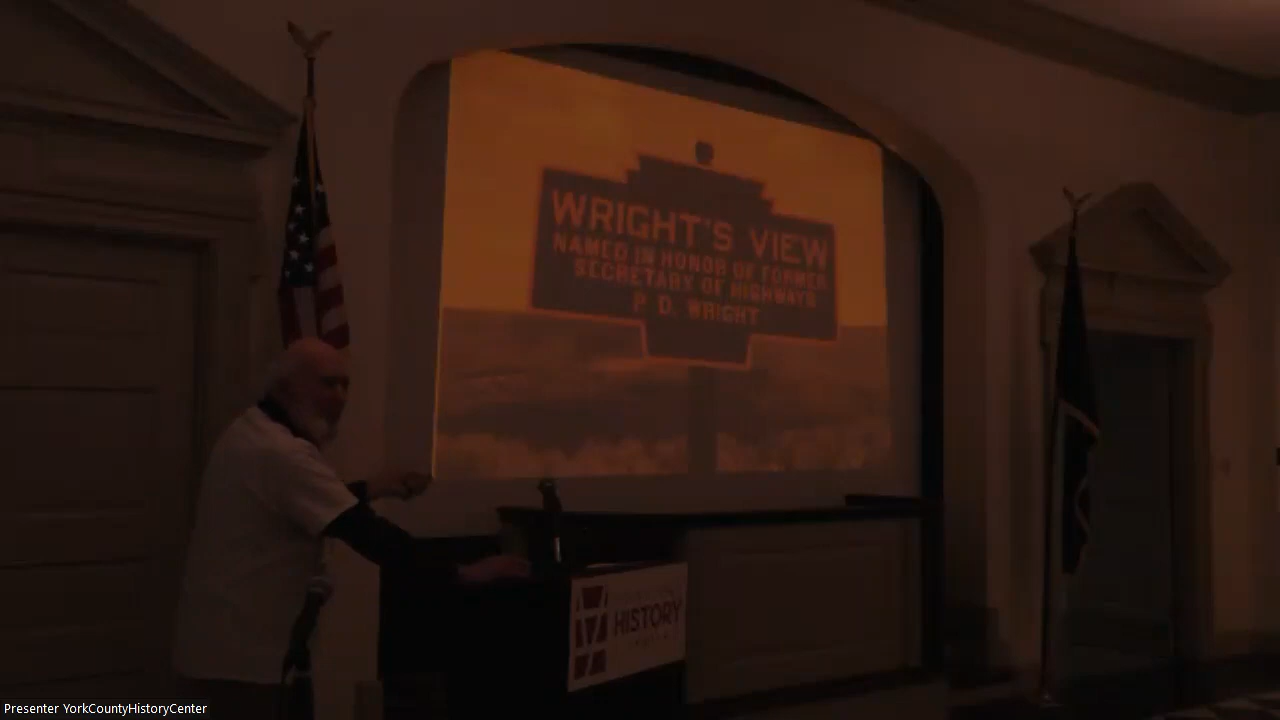 WRIGHT'S VIEW
NAMED IN HONOR OF FORMER
SECRETARY OF HIGHWAYS
P. D. WRIGHT
HISTORY
Presenter YorkCountyHistoryCenter